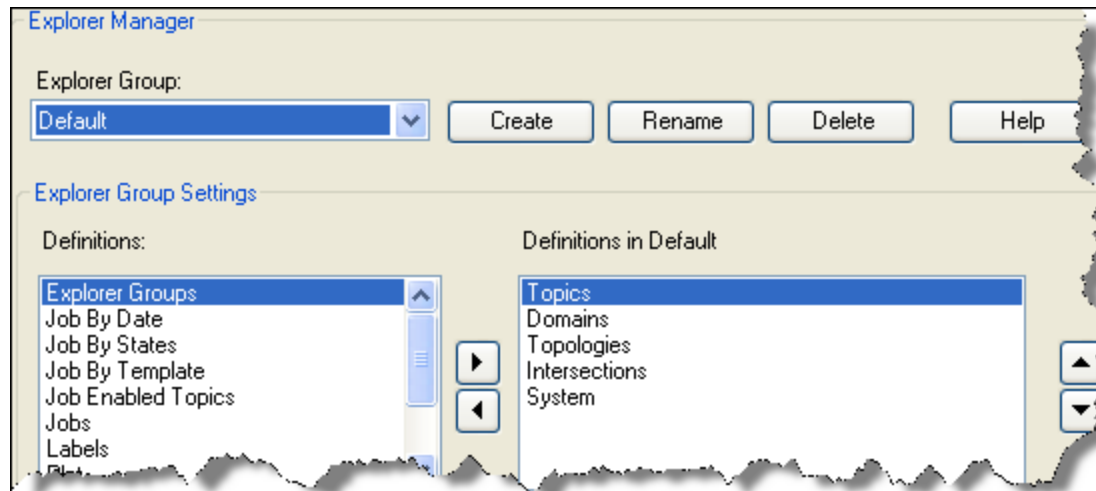 Explorer Manager
Explorer Group:
Default
Create Rename Delete Help
Explorer Group Settings
Definitions: Definitions in Default
Explorer Groups
Job By Date
Job By States
Job By Template
Job Enabled Topics
Jobs
Labels
Topics
Domains
Topologies
Intersections
System